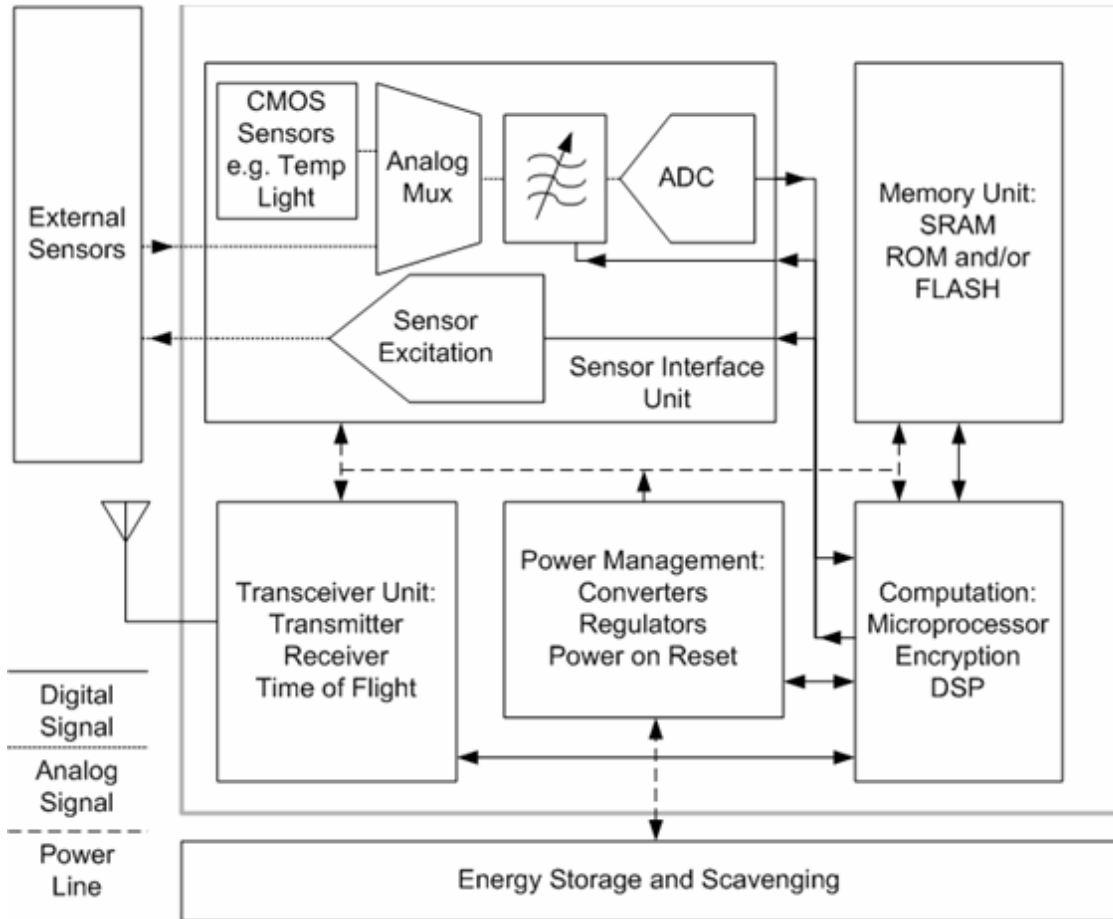 External
Sensors
CMOS
Sensors
e.g. Temp
Light
Analog
Mux
ADC
Sensor
Excitation
Sensor Interface
Unit
Memory Unit:
SRAM
ROM and/or
FLASH
Transceiver Unit:
Transmitter
Receiver
Time of Flight
Power Management:
Converters
Regulators
Power on Reset
Computation:
Microprocessor
Encryption
DSP
Digital
Signal
Analog
Signal
Power
Line
Energy Storage and Scavenging